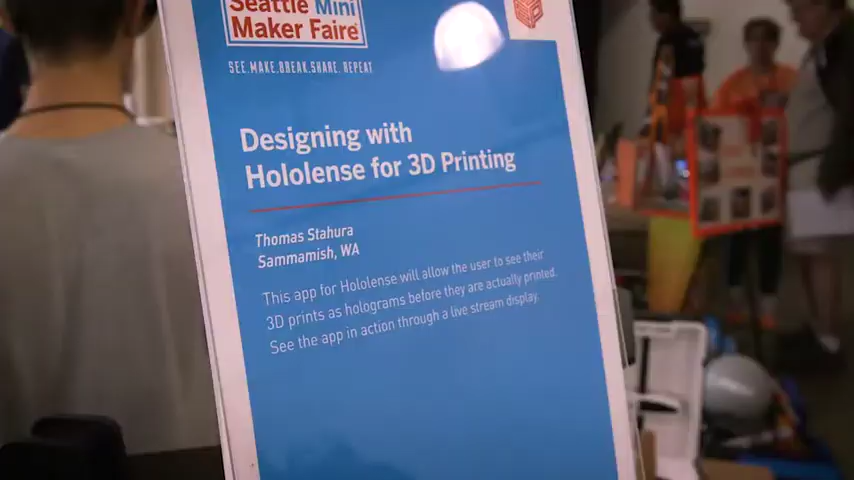 Seattle Mini
Maker Faire
SEE.MAKE.BREAK.SHARE.REPEAT
Designing with
Hololense for 3D Printing
Thomas Stahura
Sammamish, WA
This app for Hololense will allow the user to see their
3D prints as holograms before they are actually printed.
See the app in action through a live stream display.